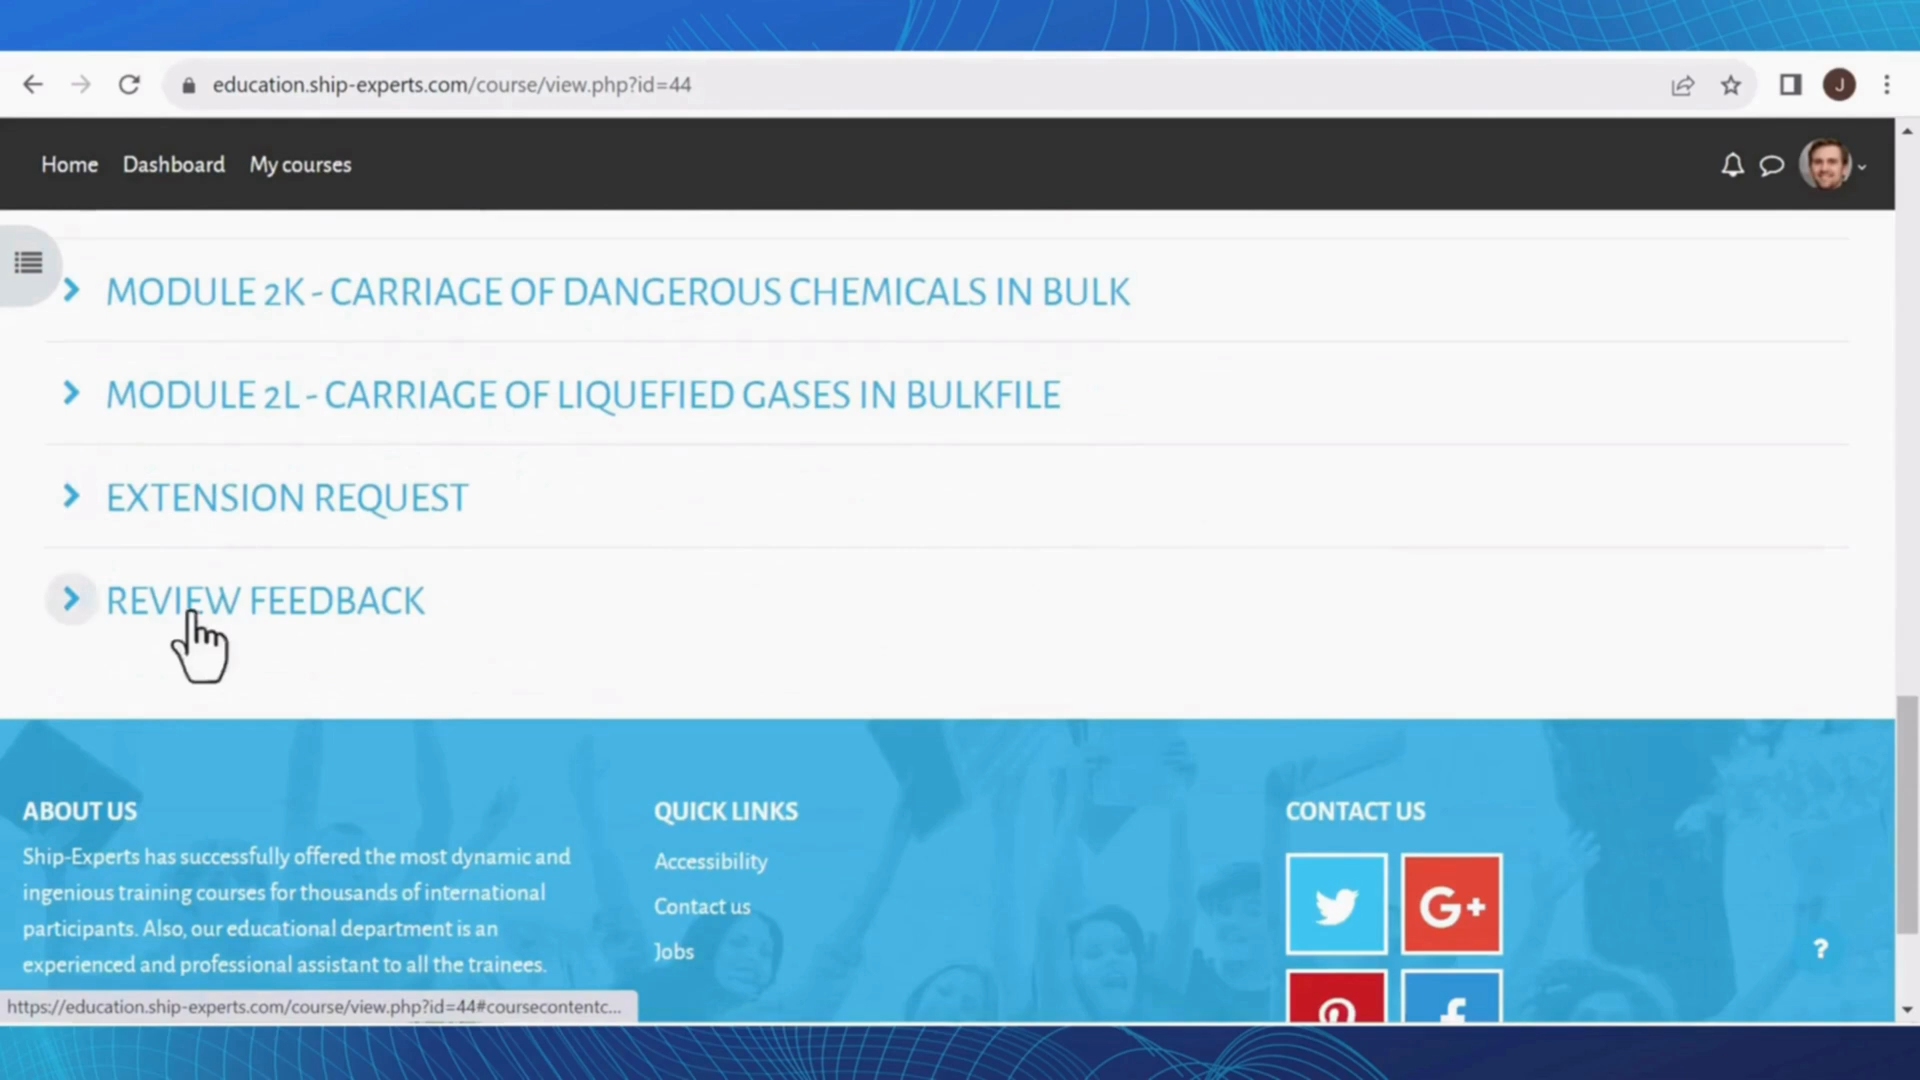 education.ship-experts.com/course/view.php?id=44
J
Home Dashboard My courses
MODULE 2K - CARRIAGE OF DANGEROUS CHEMICALS IN BULK
MODULE 2L - CARRIAGE OF LIQUEFIED GASES IN BULKFILE
EXTENSION REQUEST
REVIEW FEEDBACK
ABOUT US
Ship-Experts has successfully offered the most dynamic and
ingenious training courses for thousands of international
participants. Also, our educational department is an
experienced and professional assistant to all the trainees.
QUICK LINKS
Accessibility
Contact us
Jobs
CONTACT US
G+
?
https://education.ship-experts.com/course/view.php?id=44#coursecontentc...